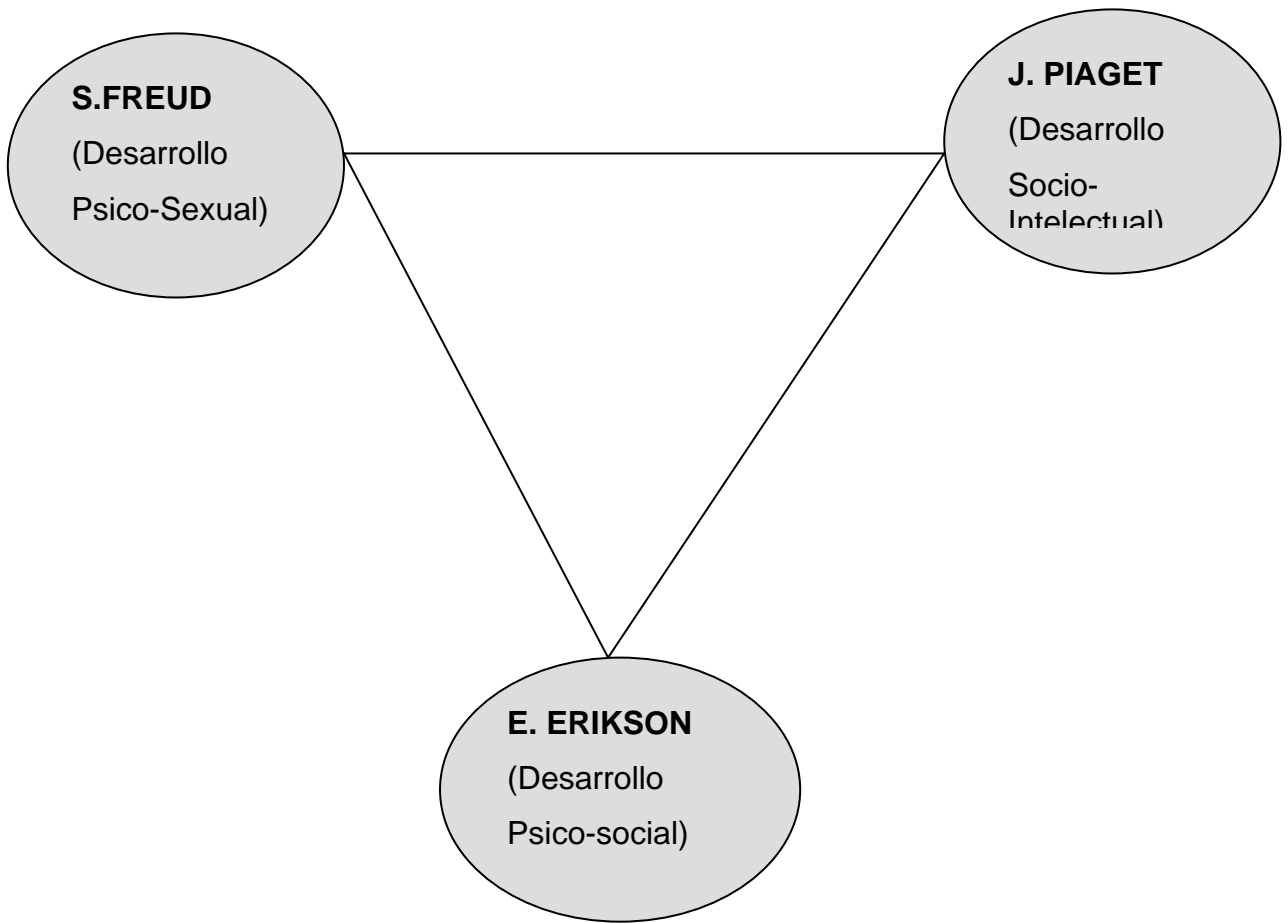 S.FREUD
(Desarrollo
Psico-Sexual)
J. PIAGET
(Desarrollo
Socio-
Intelectual)
E. ERIKSON
(Desarrollo
Psico-social)